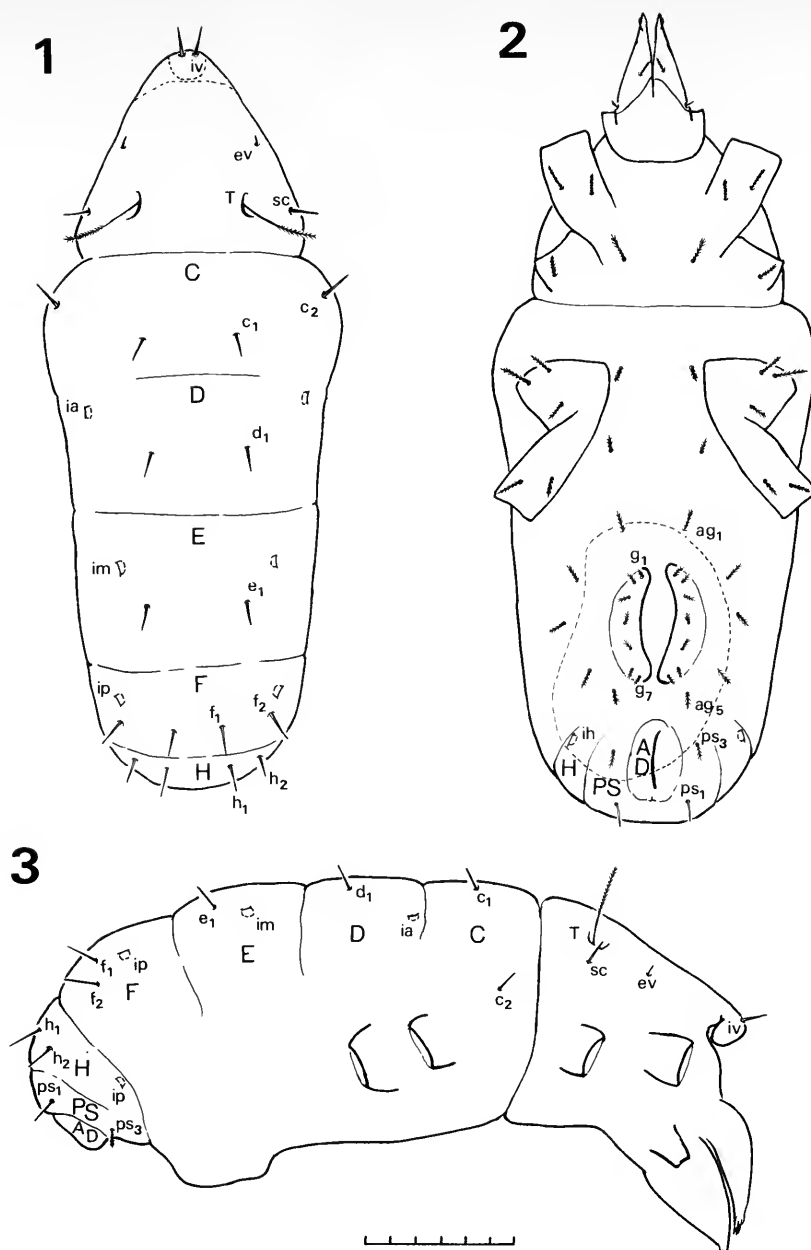 1
iv
ev
T sc
C
c2
c1
D
ia
d1
E
im
e1
F
ip
f1 f2
H
h2
h1
2
ag1
g1
g7
ag5
ih
A
D
ps3
H
PS
ps1
3
d1
c1
e1
im
ia
T
sc
E
D
C
ev
f1 ip
f2 F
c2
iv
h1
h2 H
ps1
ip
PS
AD
ps3